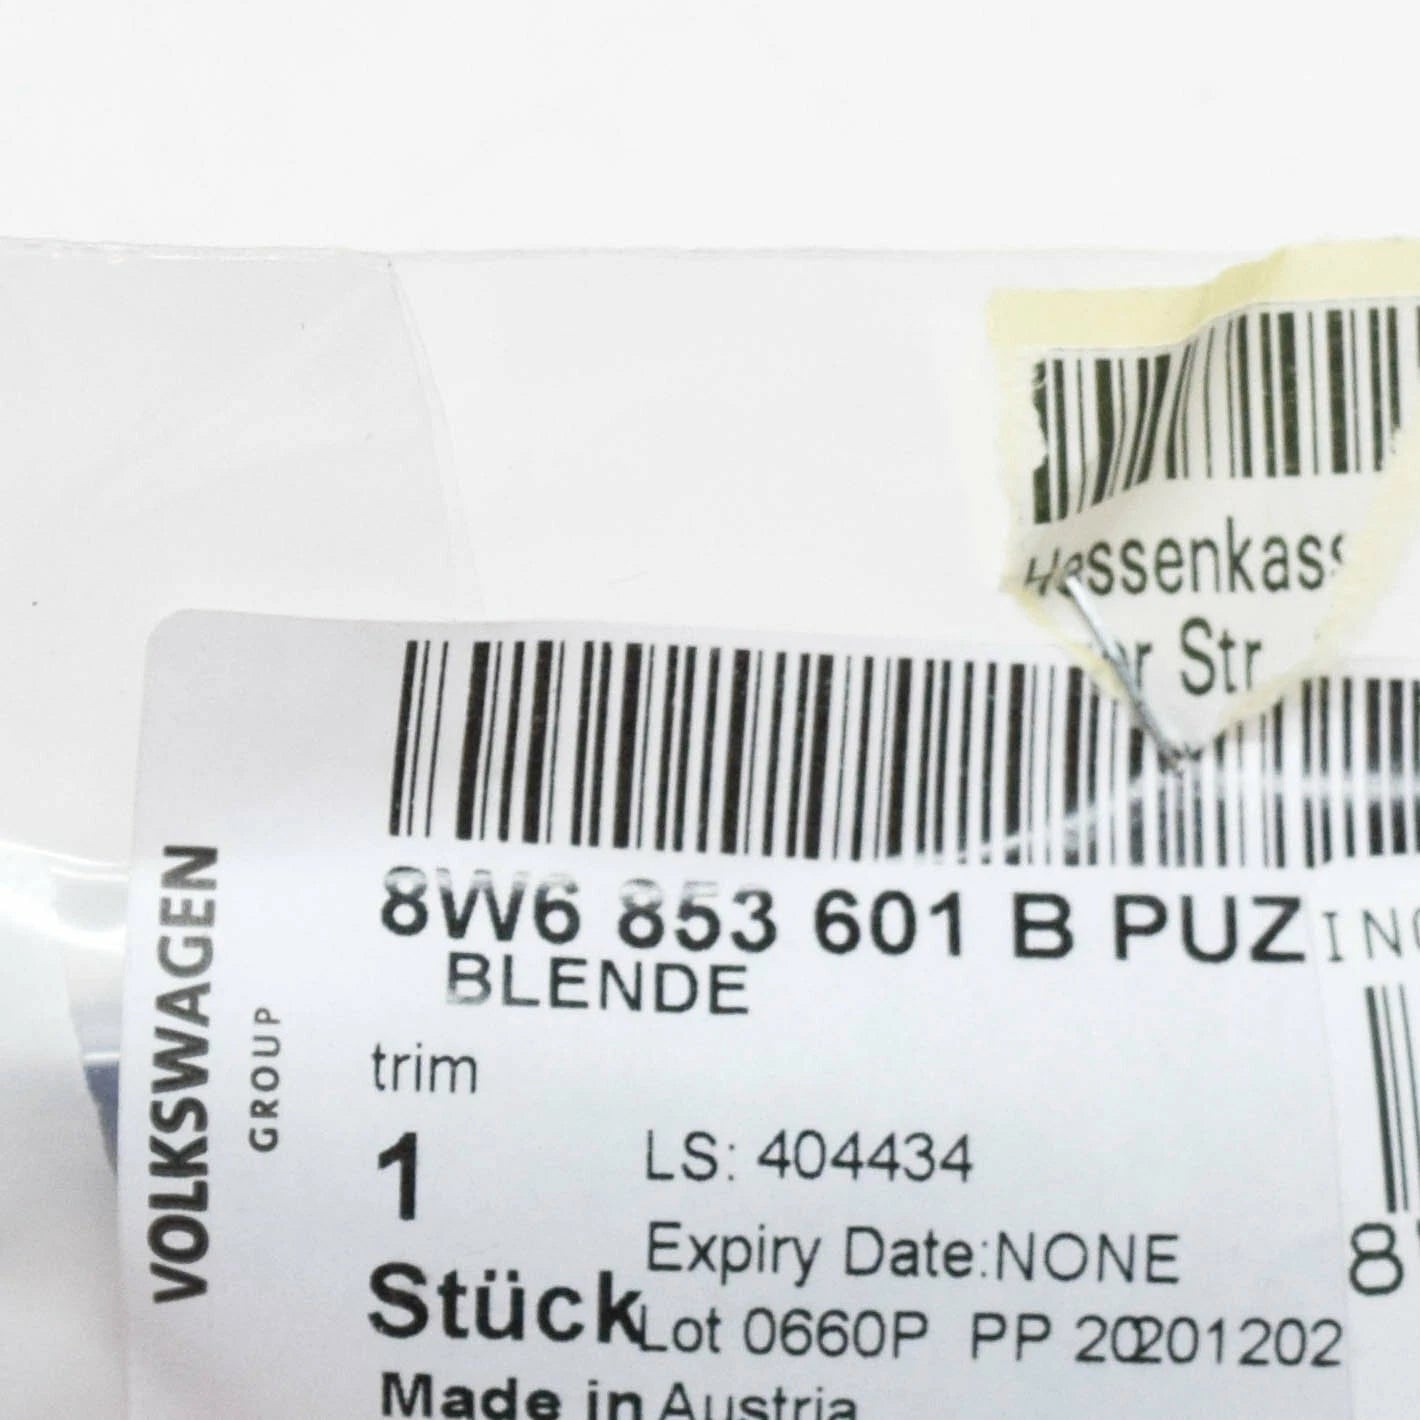 Hessenkass
er Str
8W6 853 601 B PUZ
BLENDE
trim
1
LS: 404434
Expiry Date:NONE
Stück
Lot 0660P PP 20201202
Made in Austria
VOLKSWAGEN
GROUP